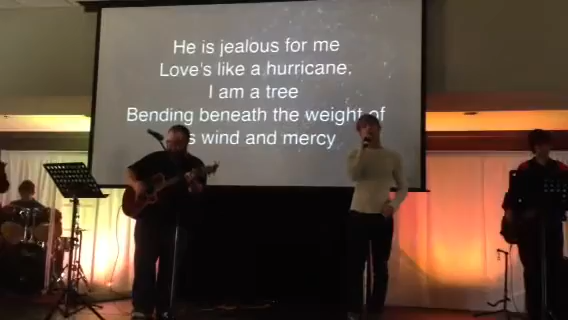 He is jealous for me
Love's like a hurricane,
I am a tree
Bending beneath the weight of
s wind and mercy